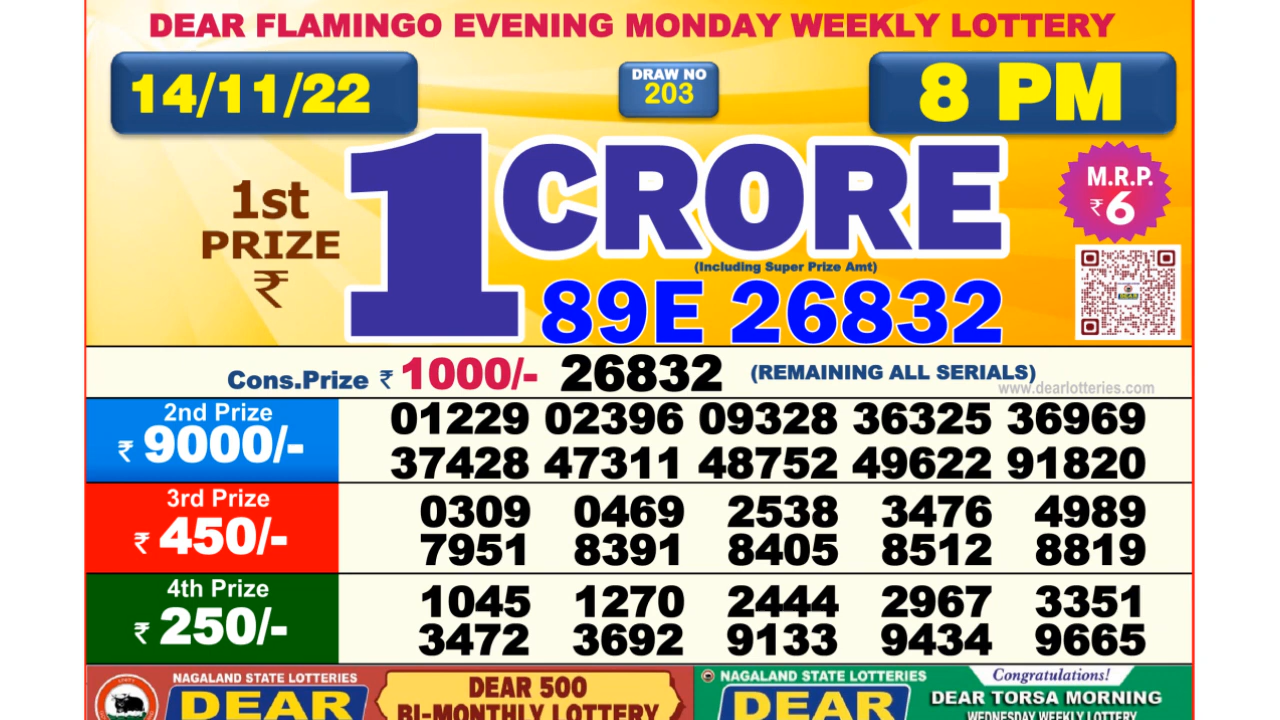 DEAR FLAMINGO EVENING MONDAY WEEKLY LOTTERY
14/11/22
DRAW NO
203
8 PM
1st
PRIZE
₹
1 CRORE
M.R.P.
₹6
(Including Super Prize Amt)
DEAR
89E 26832
Cons.Prize ₹ 1000/- 26832 (REMAINING ALL SERIALS)
www.dearlotteries.com
2nd Prize
₹ 9000/-
01229 02396 09328 36325 36969
37428 47311 48752 49622 91820
3rd Prize
₹ 450/-
0309 0469 2538 3476 4989
7951 8391 8405 8512 8819
4th Prize
₹ 250/-
1045 1270 2444 2967 3351
3472 3692 9133 9434 9665
NAGALAND STATE LOTTERIES
DEAR
DEAR 500
BI-MONTHLY LOTTERY
NAGALAND STATE LOTTERIES
DEAR
Congratulations!
DEAR TORSA MORNING
WEDNESDAY WEEKLY LOTTERY